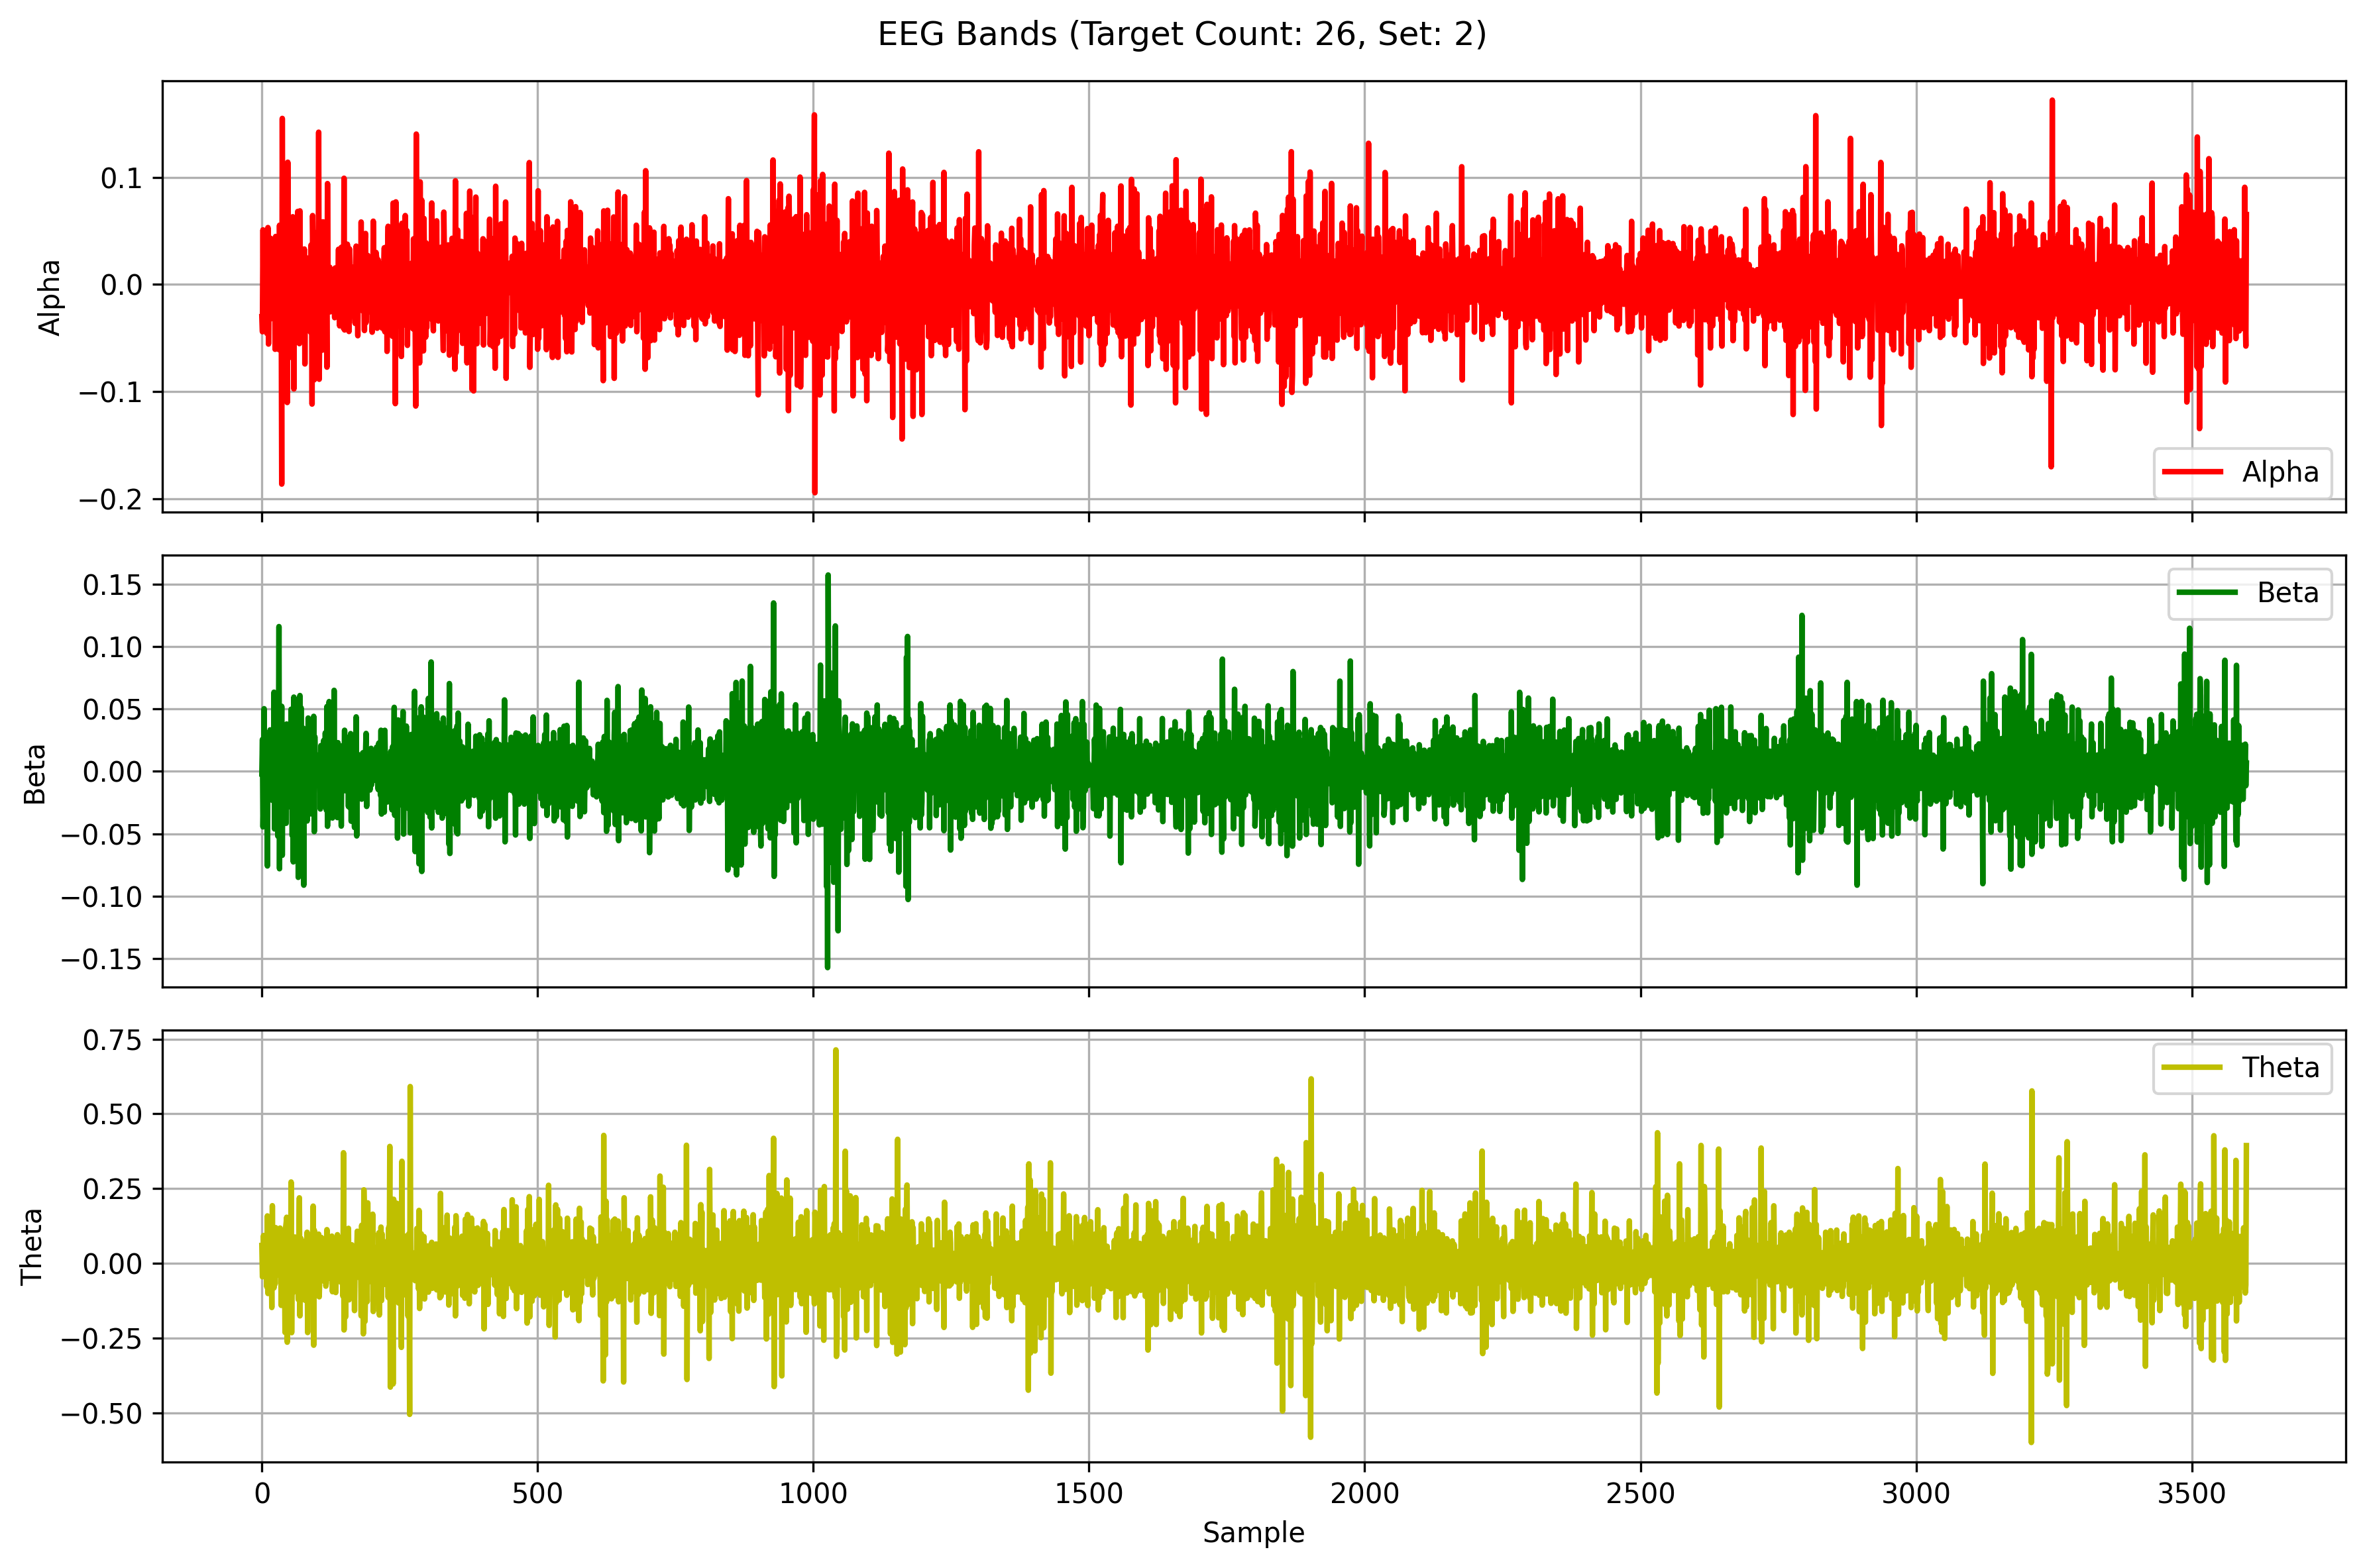 EEG Bands (Target Count: 26, Set: 2)
Alpha
0.1
0.0
−0.1
−0.2
Alpha
Beta
0.15
0.10
0.05
0.00
−0.05
−0.10
−0.15
Beta
Theta
0.75
0.50
0.25
0.00
−0.25
−0.50
Theta
0 500 1000 1500 2000 2500 3000 3500
Sample